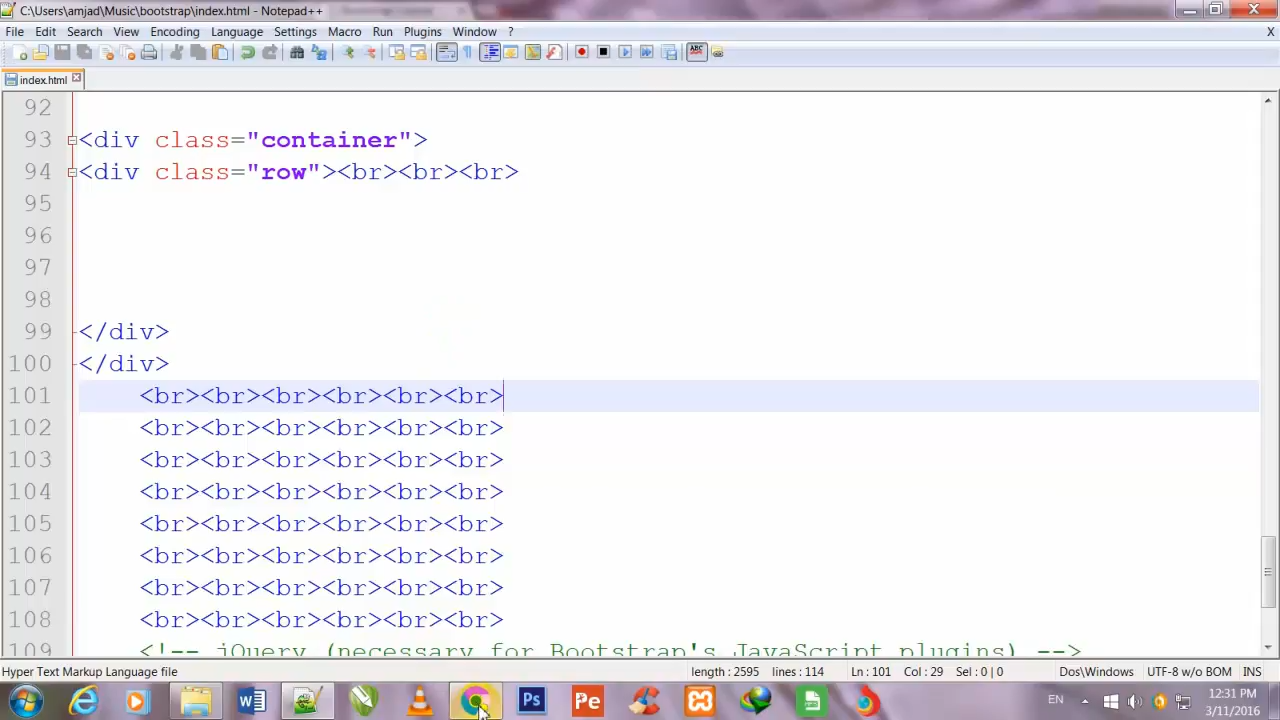 C:\Users\amjad\Music\bootstrap\index.html - Notepad++
File Edit Search View Encoding Language Settings Macro Run Plugins Window ? X
ABC
index.html
92
93 <div class="container">
94 <div class="row"><br><br><br>
95
96
97
98
99 </div>
100 </div>
101 <br><br><br><br><br><br>
102 <br><br><br><br><br><br>
103 <br><br><br><br><br><br>
104 <br><br><br><br><br><br>
105 <br><br><br><br><br><br>
106 <br><br><br><br><br><br>
107 <br><br><br><br><br><br>
108 <br><br><br><br><br><br>
109 <!-- jQuery (necessary for Bootstrap's JavaScript plugins) -->
Hyper Text Markup Language file length : 2595 lines : 114 Ln : 101 Col : 29 Sel : 0 | 0 Dos\Windows UTF-8 w/o BOM INS
W Ps Pe EN 12:31 PM
3/11/2016